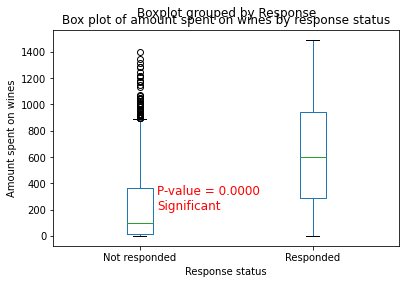 Boxplot grouped by Response
Box plot of amount spent on wines by response status
Amount spent on wines
1400
1200
1000
800
600
400
200
0
P-value = 0.0000
Significant
Not responded
Responded
Response status